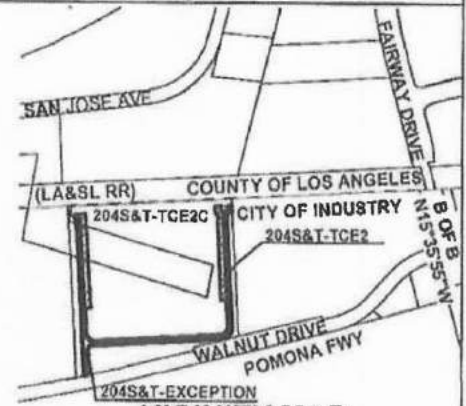 FAIRWAY DRIVE
SAN JOSE AVE
(LA&SL RR)
COUNTY OF LOS ANGELES
204S&T-TCE2C
CITY OF INDUSTRY
204S&T-TCE2
B OF B
N15°35'55"W
WALNUT DRIVE
POMONA FWY
204S&T-EXCEPTION